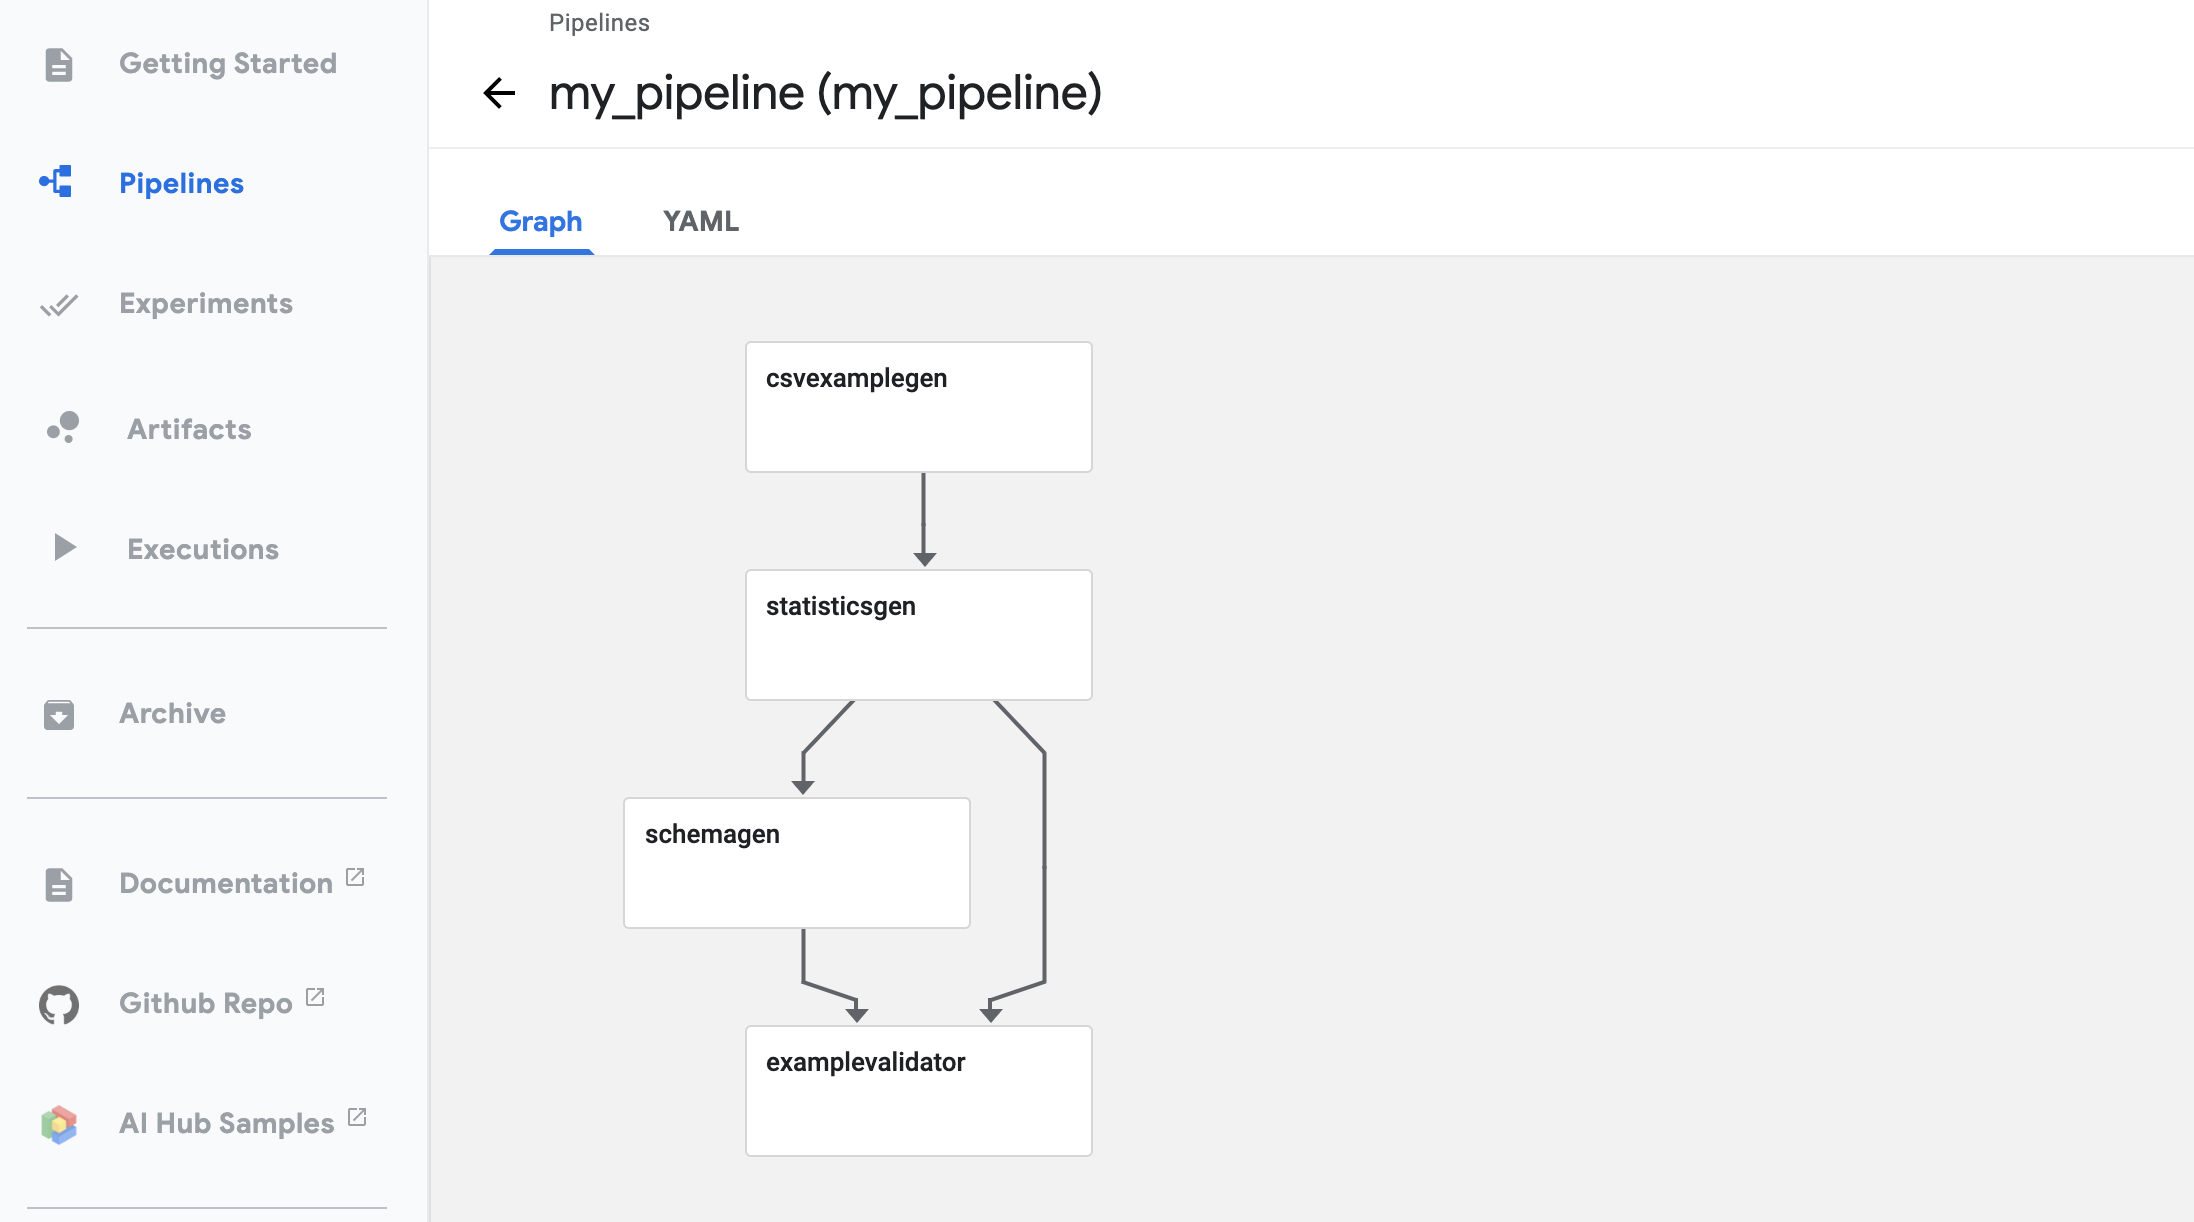 Getting Started
Pipelines
Experiments
Artifacts
Executions
Archive
Documentation
Github Repo
AI Hub Samples
Pipelines
my_pipeline (my_pipeline)
Graph
YAML
csvexamplegen
statisticsgen
schemagen
examplevalidator